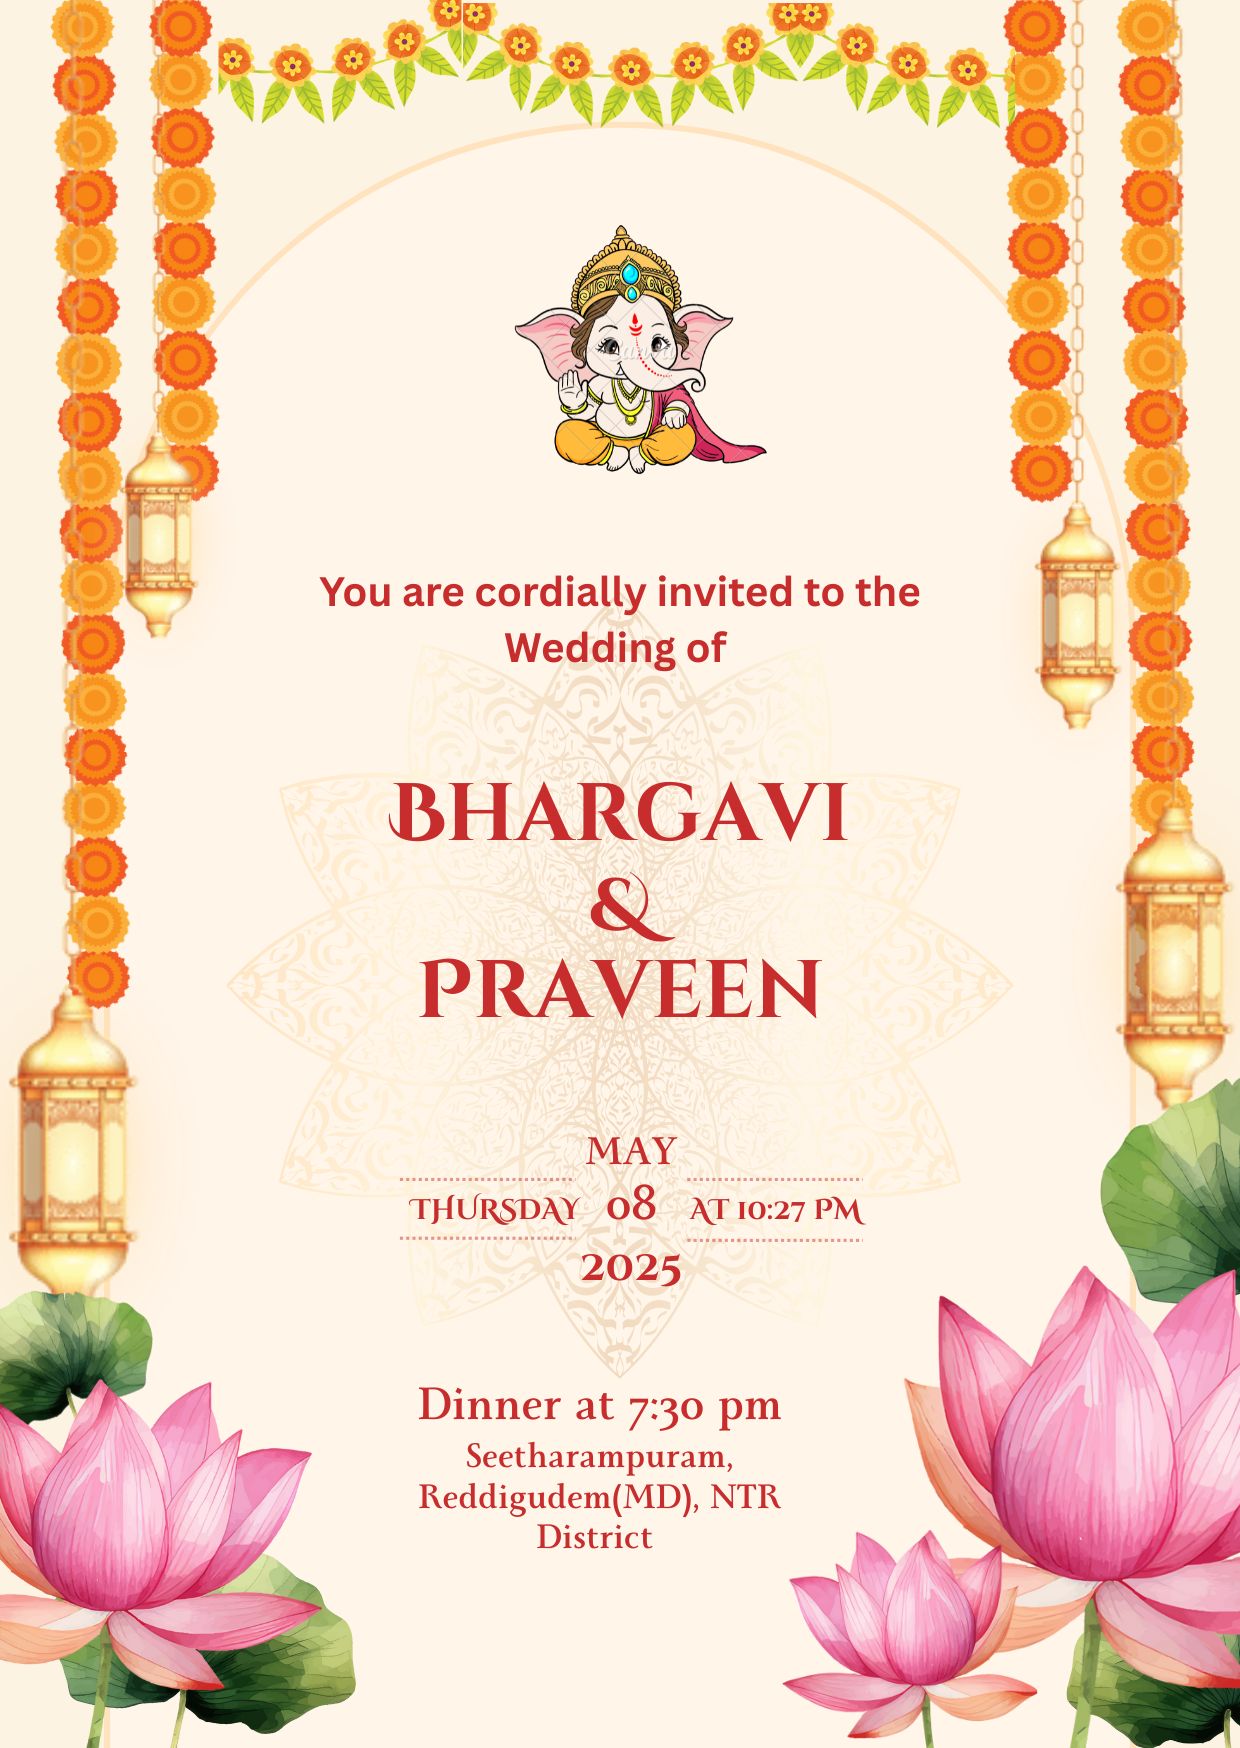 You are cordially invited to the
Wedding of
BHARGAVI
&
PRAVEEN
MAY
THURSDAY 08 AT 10:27 PM
2025
Dinner at 7:30 pm
Seetharampuram,
Reddigudem(MD), NTR
District